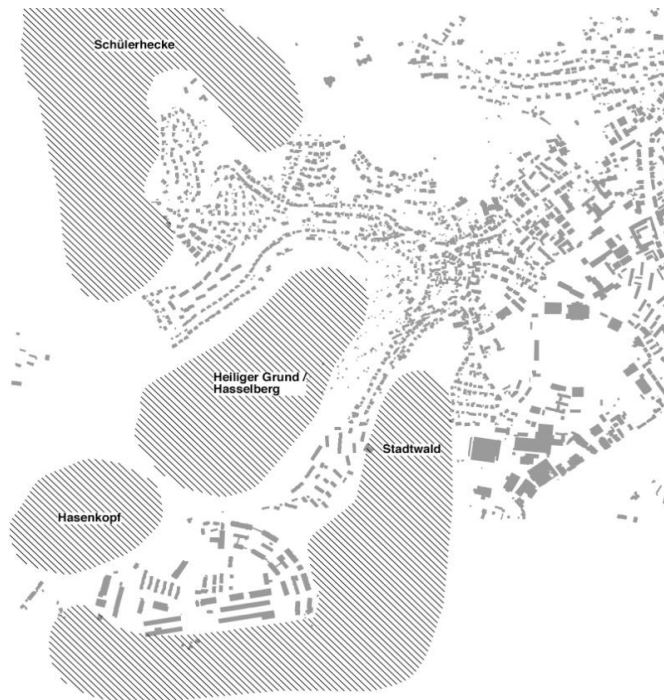 Schülerhecke
Heiliger Grund /
Hasselberg
Stadtwald
Hasenkopf